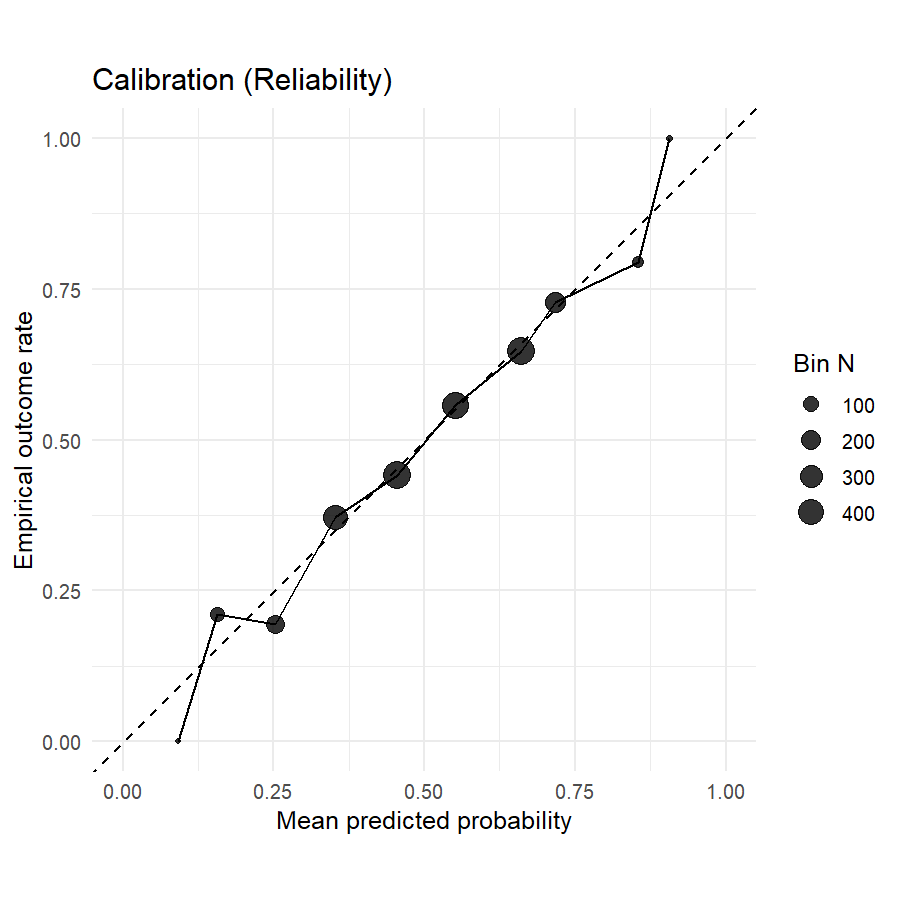 Calibration (Reliability)
1.00
0.75
0.50
0.25
0.00
Empirical outcome rate
0.00 0.25 0.50 0.75 1.00
Mean predicted probability
Bin N
100
200
300
400